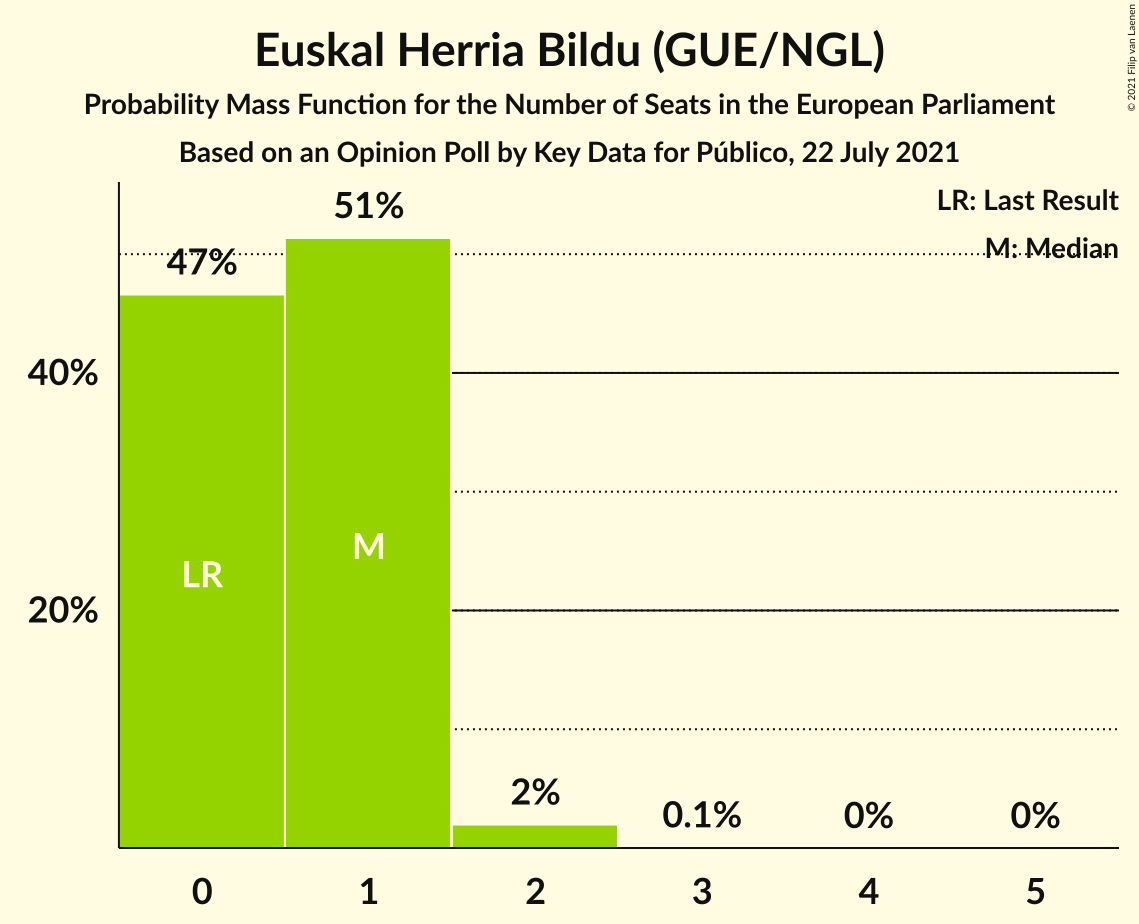 Euskal Herria Bildu (GUE/NGL)
Probability Mass Function for the Number of Seats in the European Parliament
Based on an Opinion Poll by Key Data for Público, 22 July 2021
© 2021 Filip van Laenen
LR: Last Result
M: Median
51%
47%
40%
20%
LR
M
2%
0.1%
0%
0%
0
1
2
3
4
5